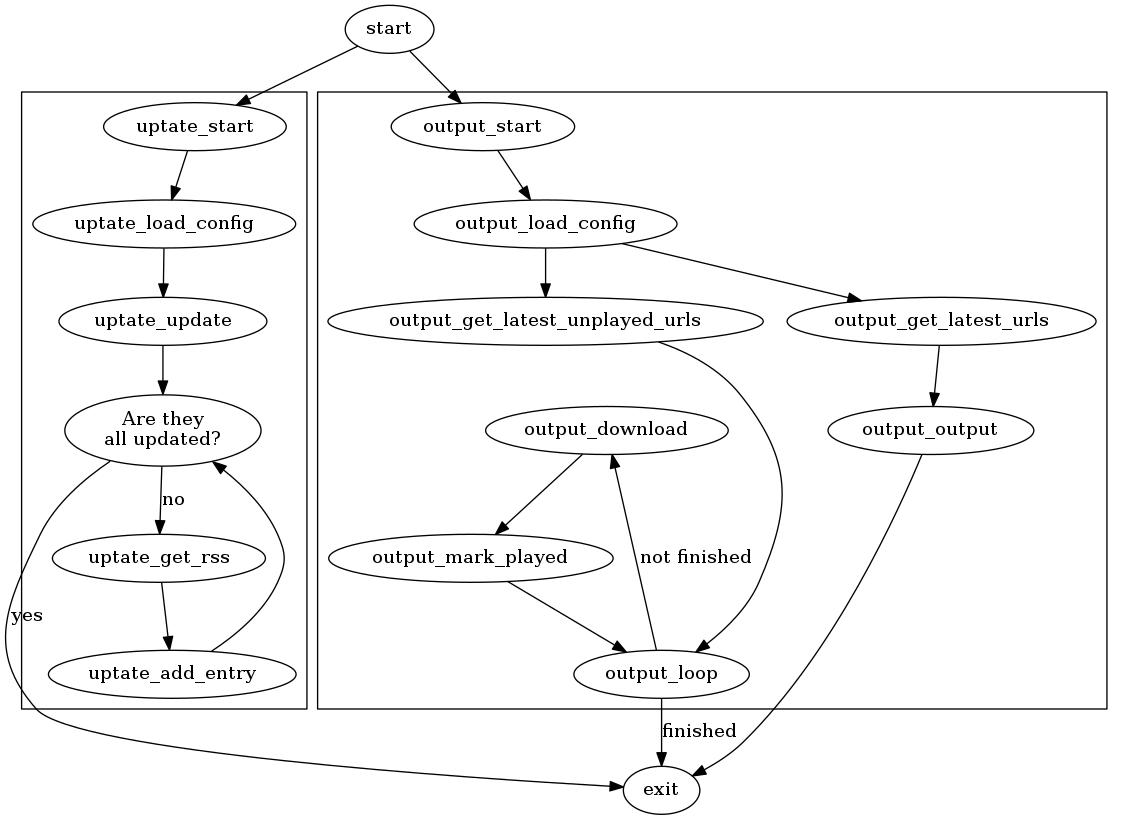 start
uptate_start
output_start
uptate_load_config
output_load_config
uptate_update
output_get_latest_unplayed_urls
output_get_latest_urls
Are they
all updated?
output_download
output_output
no
uptate_get_rss
output_mark_played
not finished
yes
uptate_add_entry
output_loop
finished
exit